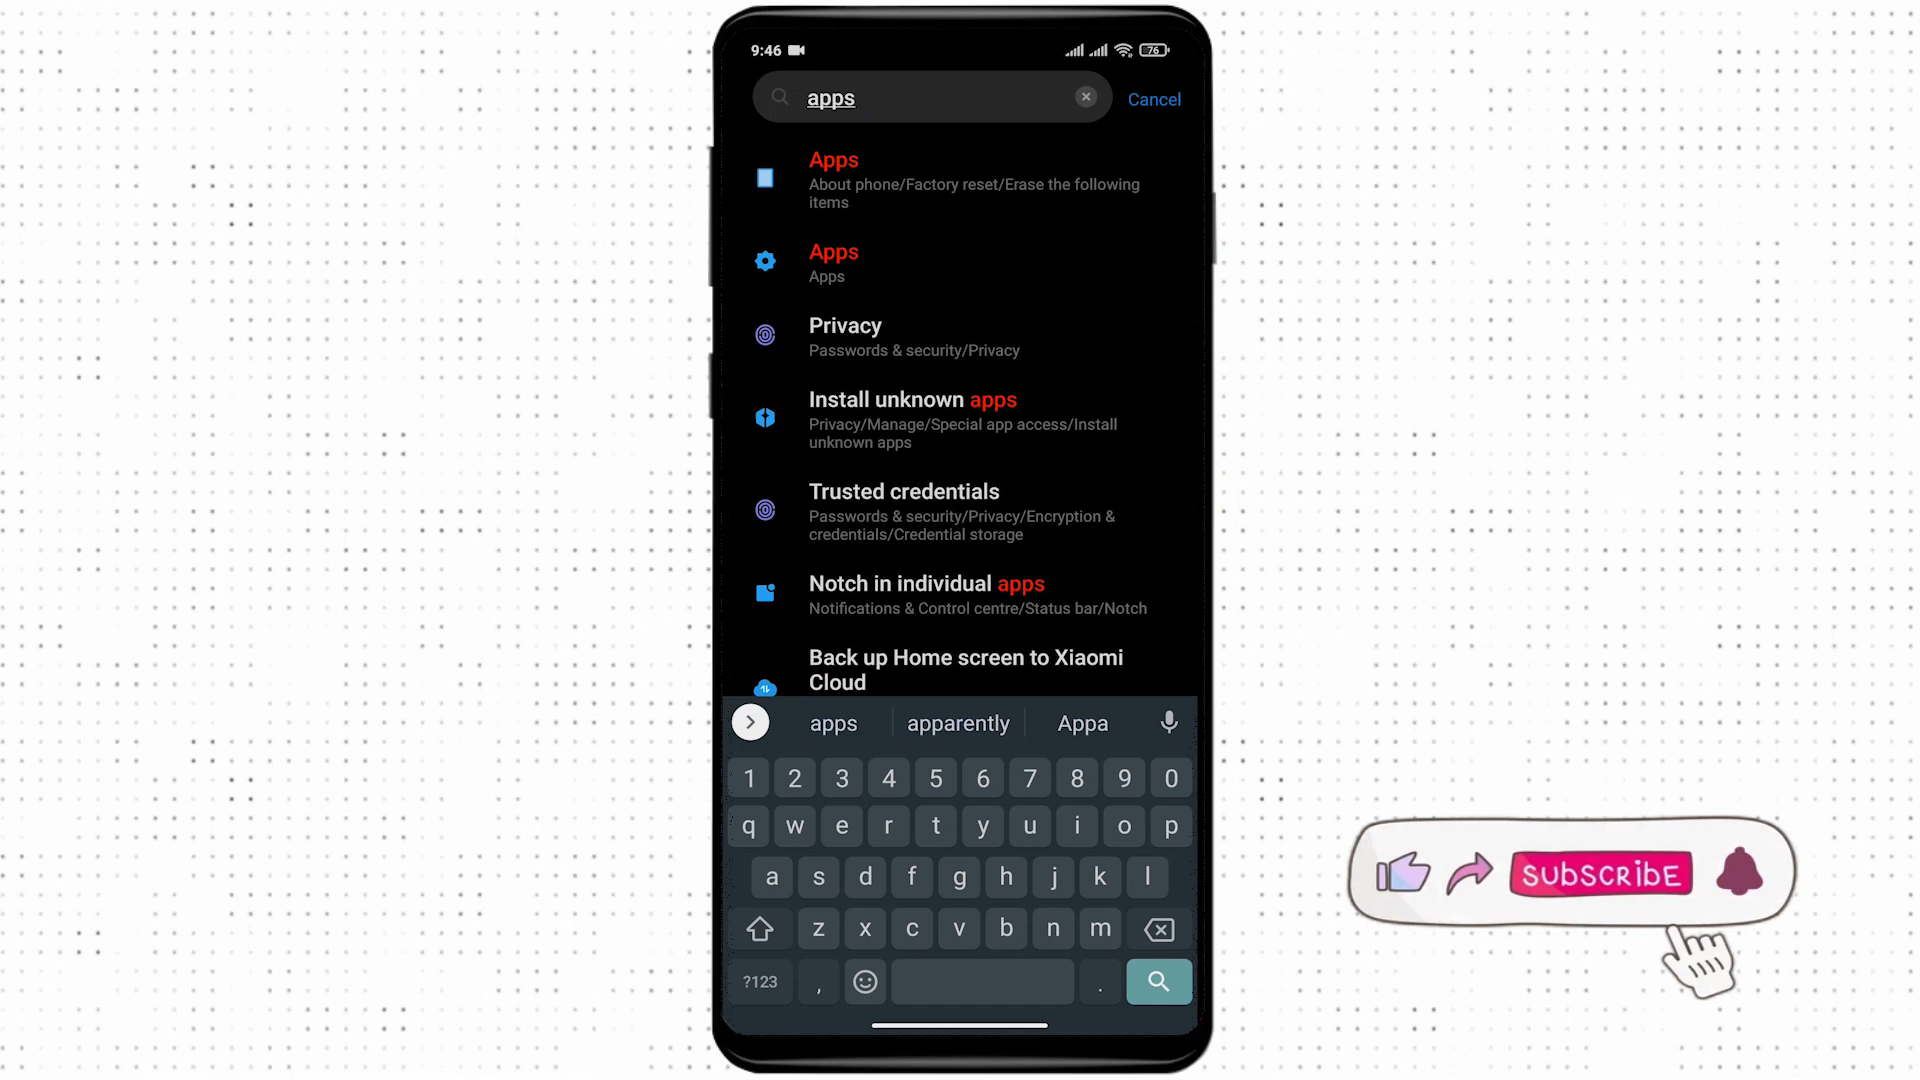 9:46
76
apps
Cancel
Apps
About phone/Factory reset/Erase the following
items
Apps
Apps
Privacy
Passwords & security/Privacy
Install unknown apps
Privacy/Manage/Special app access/Install
unknown apps
Trusted credentials
Passwords & security/Privacy/Encryption &
credentials/Credential storage
Notch in individual apps
Notifications & Control centre/Status bar/Notch
Back up Home screen to Xiaomi
Cloud
apps apparently Appa
1 2 3 4 5 6 7 8 9 0
q w e r t y u i o p
a s d f g h j k l
z x c v b n m
?123 , .
SUBSCRIBE